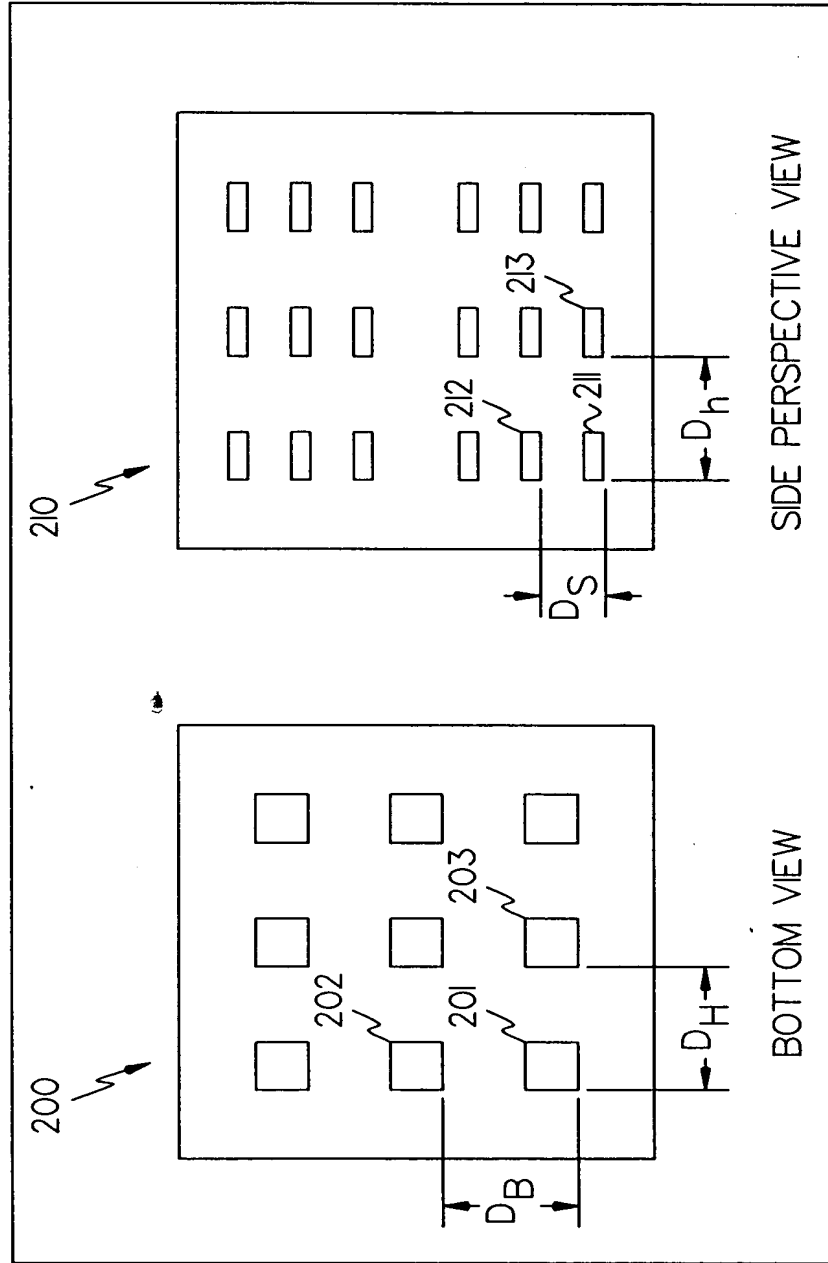 200
202
201
203
D_B
D_H
BOTTOM VIEW
210
212
211
213
D_S
D_h
SIDE PERSPECTIVE VIEW